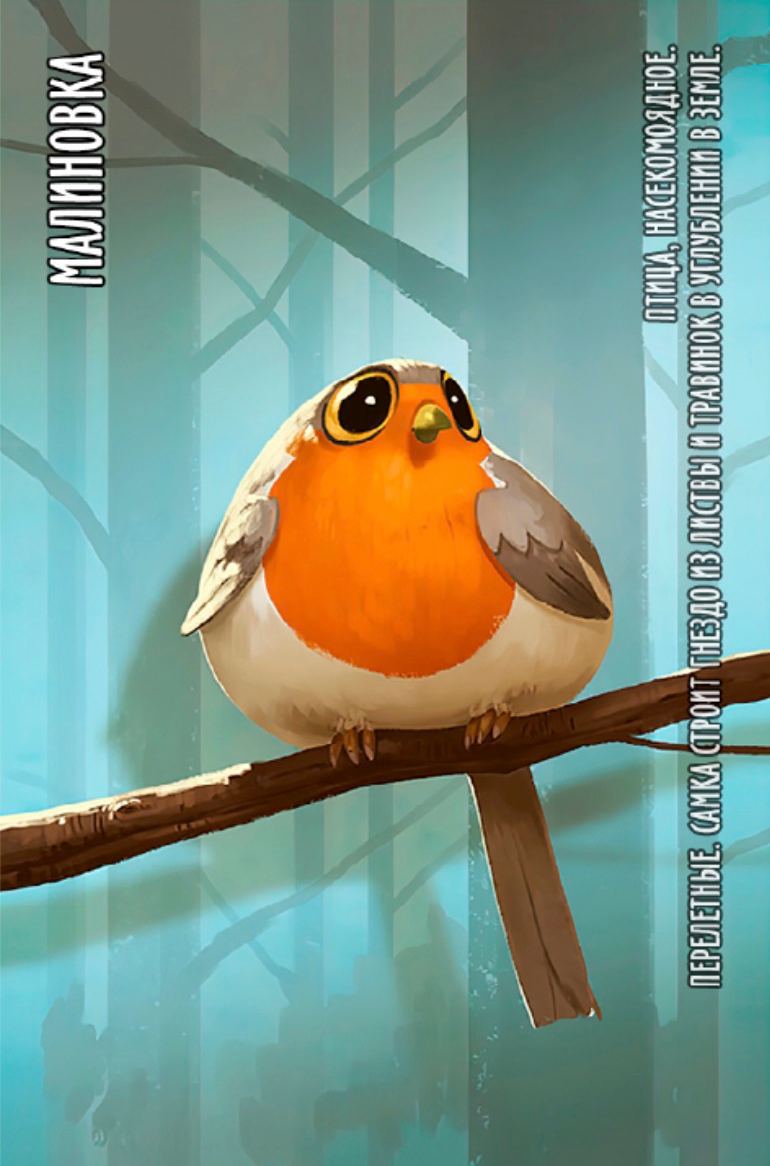 МАЛИНОВКА
ПТИЦА, НАСЕКОМОЯДНОЕ.
ПЕРЕЛЕТНЫЕ. САМКА СТРОИТ ГНЕЗДО ИЗ ЛИСТВЫ И ТРАВИНОК В УГЛУБЛЕНИИ В ЗЕМЛЕ.